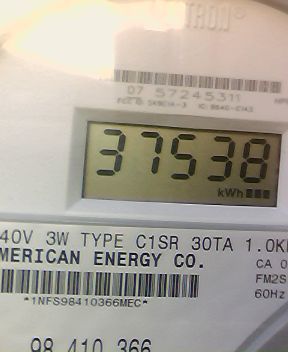 TRON®
07 57245311
37538
kWh
40V 3W TYPE C1SR 30TA 1.0K
MERICAN ENERGY CO.
CA 0
FM2S
60Hz
*1NFS98410366MEC*
98 410 366